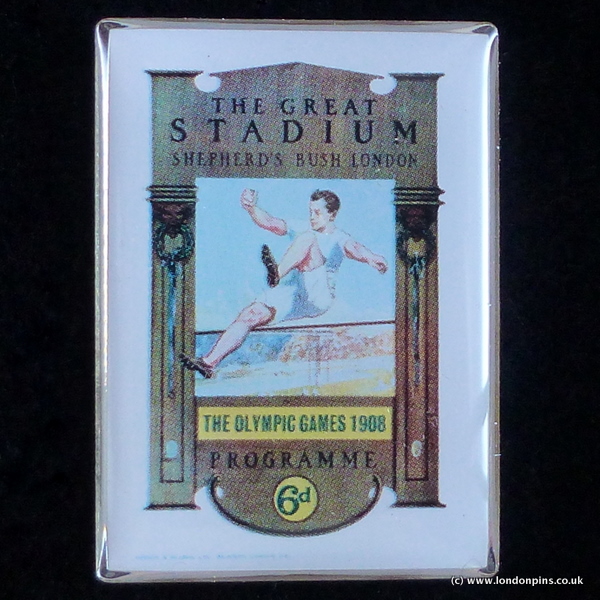 THE GREAT
STADIUM
SHEPHERD'S BUSH LONDON
THE OLYMPIC GAMES 1908
PROGRAMME
6d
(c) www.londonpins.co.uk